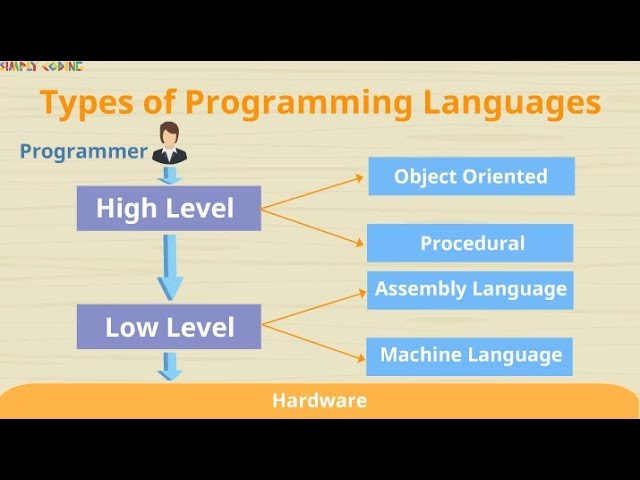 SIMPLY CODING
Types of Programming Languages
Programmer
High Level
Object Oriented
Procedural
Low Level
Assembly Language
Machine Language
Hardware